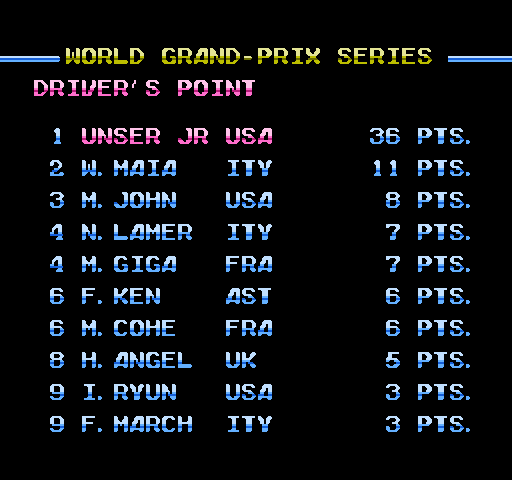 WORLD GRAND-PRIX SERIES
DRIVER'S POINT
1 UNSER JR USA 36 PTS.
2 W. MAIA ITY 11 PTS.
3 M. JOHN USA 8 PTS.
4 N. LAMER ITY 7 PTS.
4 M. GIGA FRA 7 PTS.
6 F. KEN AST 6 PTS.
6 M. COHE FRA 6 PTS.
8 H. ANGEL UK 5 PTS.
9 I. RYUN USA 3 PTS.
9 F. MARCH ITY 3 PTS.